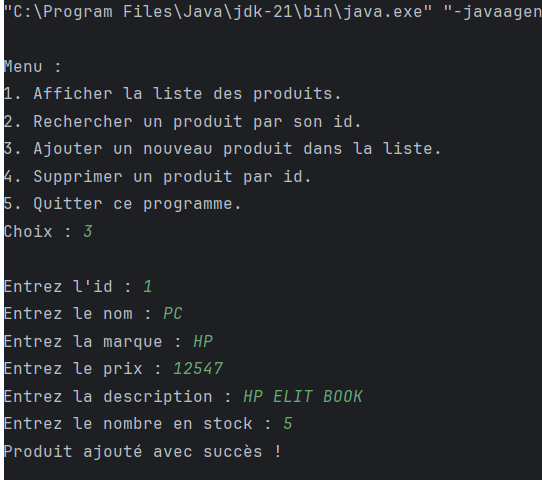 "C:\Program Files\Java\jdk-21\bin\java.exe" "-javaagen
Menu :
1. Afficher la liste des produits.
2. Rechercher un produit par son id.
3. Ajouter un nouveau produit dans la liste.
4. Supprimer un produit par id.
5. Quitter ce programme.
Choix : 3
Entrez l'id : 1
Entrez le nom : PC
Entrez la marque : HP
Entrez le prix : 12547
Entrez la description : HP ELIT BOOK
Entrez le nombre en stock : 5
Produit ajouté avec succès !